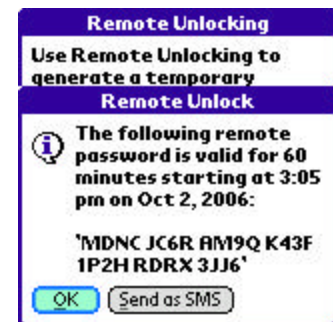 Remote Unlocking
Use Remote Unlocking to
generate a temporary
Remote Unlock
The following remote
password is valid for 60
minutes starting at 3:05
pm on Oct 2, 2006:
'MDNC JC6R AM9Q K43F
1P2H RDRX 3JJ6'
OK Send as SMS